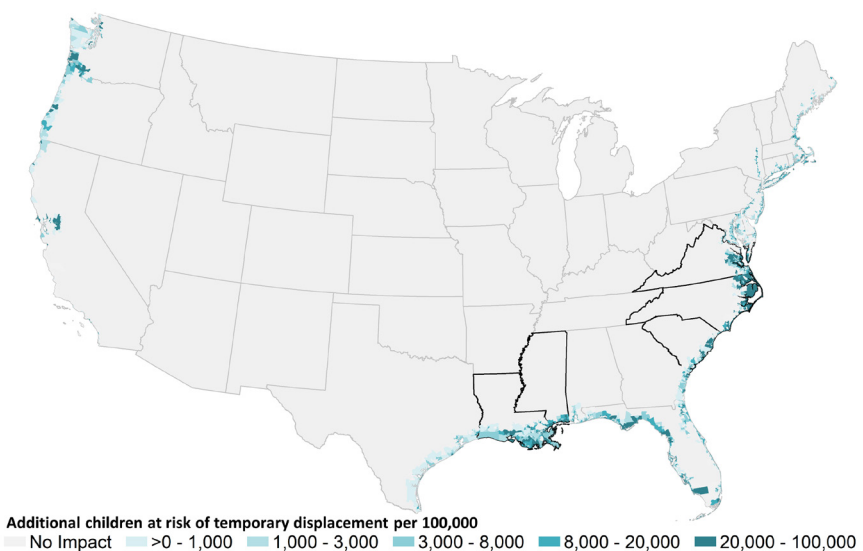 Additional children at risk of temporary displacement per 100,000
No Impact >0 - 1,000 1,000 - 3,000 3,000 - 8,000 8,000 - 20,000 20,000 - 100,000